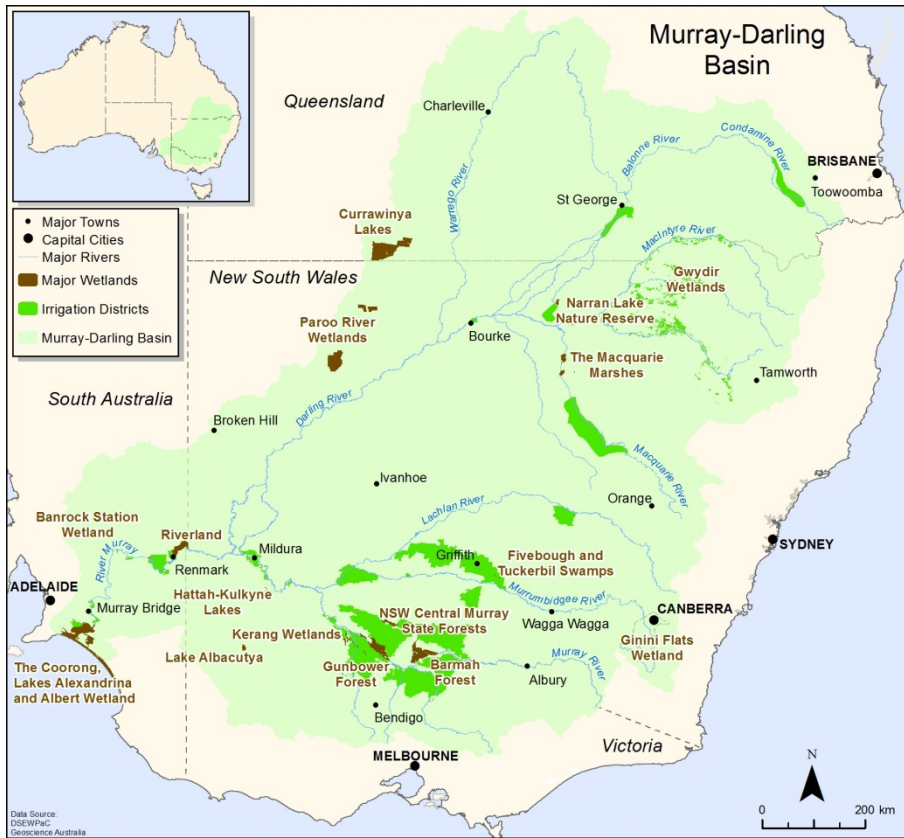 Murray-Darling
Basin
Queensland
Charleville
Warrego River
Balonne River
Condamine River
BRISBANE
Toowoomba
St George
MacIntyre River
Major Towns
Capital Cities
Major Rivers
Major Wetlands
Irrigation Districts
Murray-Darling Basin
Currawinya
Lakes
New South Wales
Gwydir
Wetlands
Narran Lake
Nature Reserve
Paroo River
Wetlands
Bourke
The Macquarie
Marshes
Tamworth
South Australia
Darling River
Broken Hill
Macquarie River
Ivanhoe
Orange
Lachlan River
Banrock Station
Wetland
Riverland
Mildura
Griffith
Fivebough and
Tuckerbil Swamps
SYDNEY
River Murray
Renmark
ADELAIDE
Hattah-Kulkyne
Lakes
Murrumbidgee River
Murray Bridge
NSW Central Murray
State Forests
Wagga Wagga
CANBERRA
Kerang Wetlands
Ginini Flats
Wetland
Lake Albacutya
Murray River
The Coorong,
Lakes Alexandrina
and Albert Wetland
Gunbower
Forest
Barmah
Forest
Albury
Bendigo
Victoria
MELBOURNE
N
0 200 km
Data Source:
DSEWPaC
Geoscience Australia